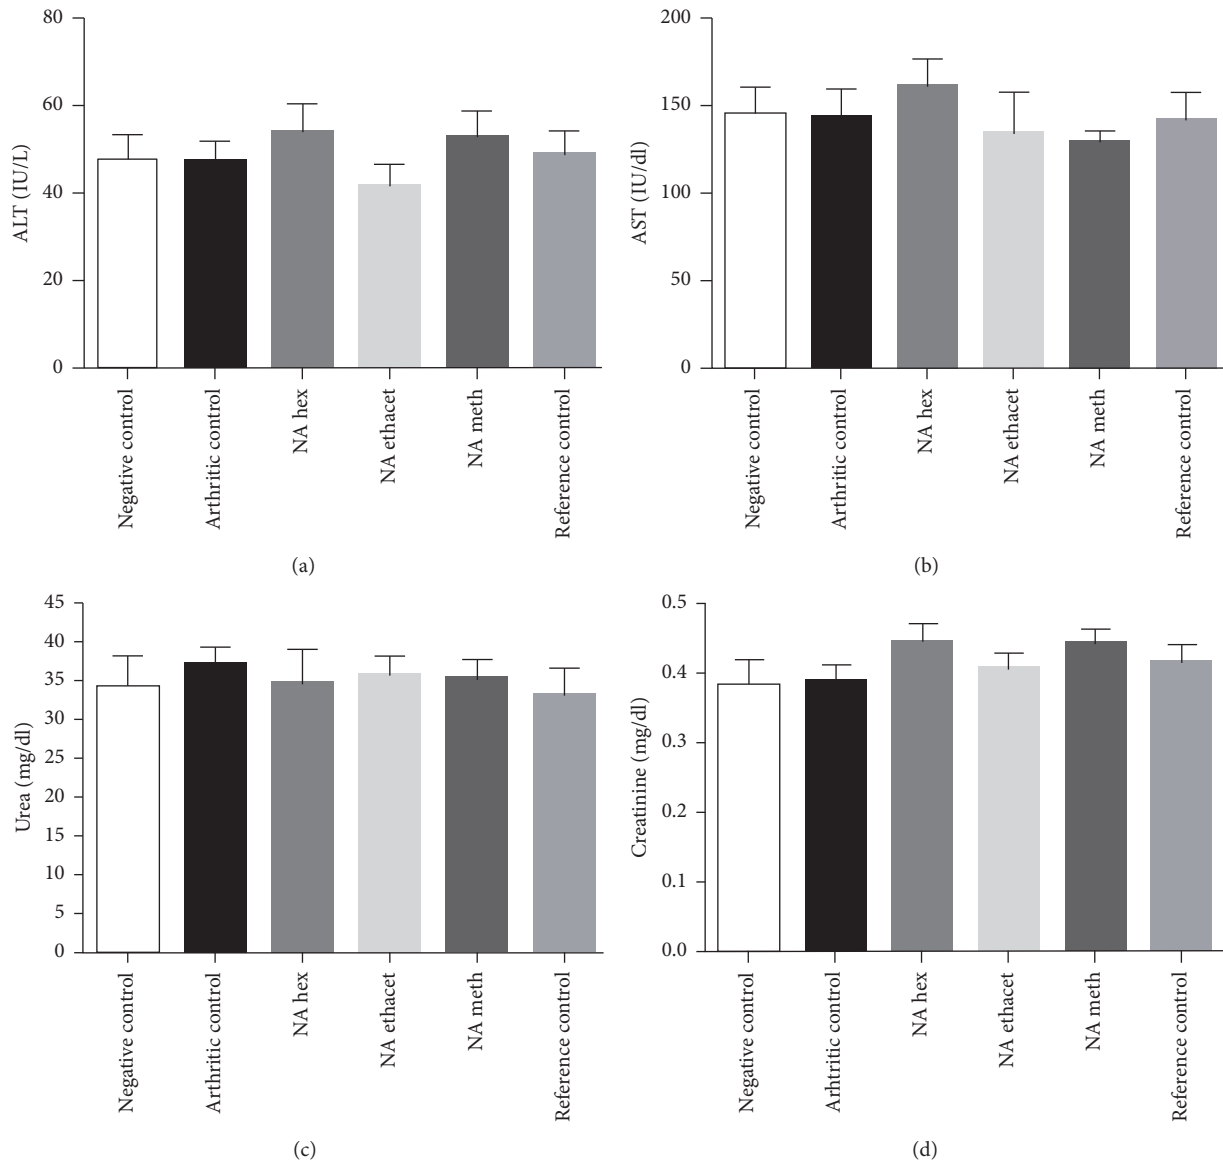 80
60
40
20
0
ALT (IU/L)
Negative control
Arthritic control
NA hex
NA ethacet
NA meth
Reference control
(a)
200
150
100
50
0
AST (IU/dl)
Negative control
Arthritic control
NA hex
NA ethacet
NA meth
Reference control
(b)
45
40
35
30
25
20
15
10
5
0
Urea (mg/dl)
Negative control
Arthritic control
NA hex
NA ethacet
NA meth
Reference control
(c)
0.5
0.4
0.3
0.2
0.1
0.0
Creatinine (mg/dl)
Negative control
Arhtritic control
NA hex
NA ethacet
NA meth
Reference control
(d)